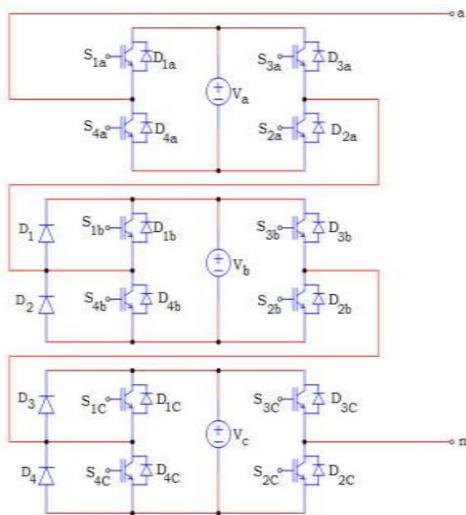 a
S1a D1a S3a D3a
Va
S4a D4a S2a D2a
D1 S1b D1b S3b D3b
Vb
D2 S4b D4b S2b D2b
D3 S1C D1C S3C D3C
Vc n
D4 S4C D4C S2C D2C